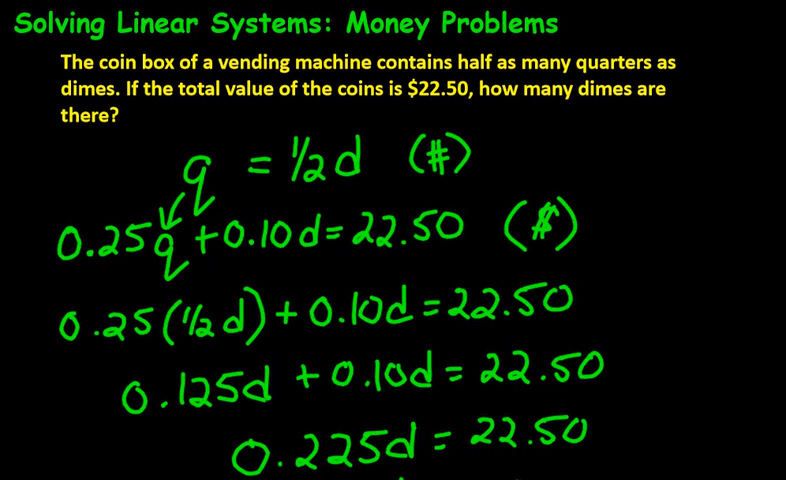 Solving Linear Systems: Money Problems
The coin box of a vending machine contains half as many quarters as
dimes. If the total value of the coins is $22.50, how many dimes are
there?
q = ½ d (#)
0.25q + 0.10d = 22.50 ($)
0.25(½ d) + 0.10d = 22.50
0.125d + 0.10d = 22.50
0.225d = 22.50